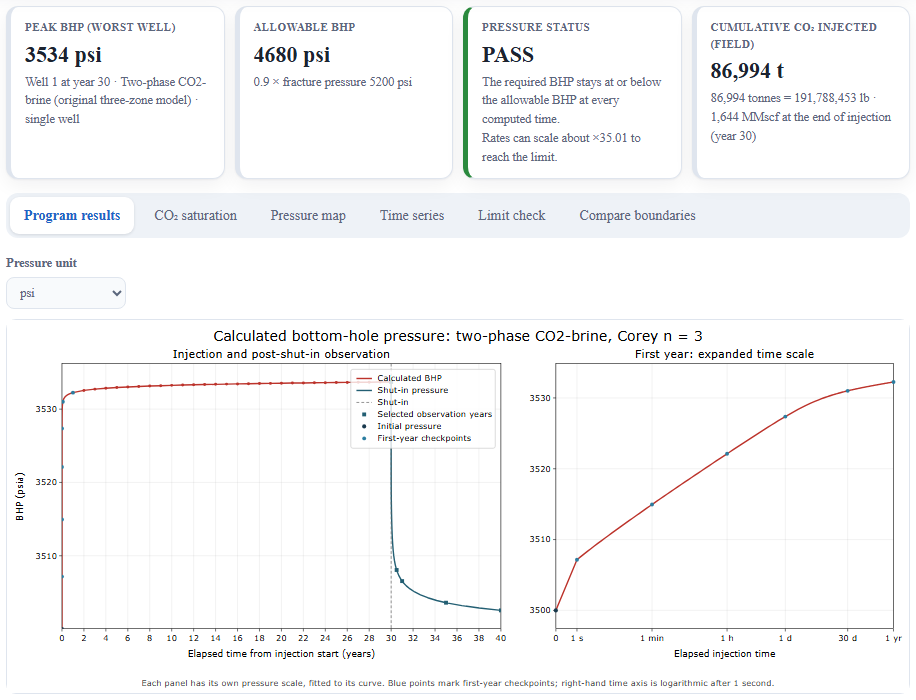 PEAK BHP (WORST WELL)
3534 psi
Well 1 at year 30 · Two-phase CO2-
brine (original three-zone model) ·
single well
ALLOWABLE BHP
4680 psi
0.9 × fracture pressure 5200 psi
PRESSURE STATUS
PASS
The required BHP stays at or below
the allowable BHP at every
computed time.
Rates can scale about ×35.01 to
reach the limit.
CUMULATIVE CO₂ INJECTED
(FIELD)
86,994 t
86,994 tonnes = 191,788,453 lb ·
1,644 MMscf at the end of injection
(year 30)
Program results
CO₂ saturation
Pressure map
Time series
Limit check
Compare boundaries
Pressure unit
psi
Calculated bottom-hole pressure: two-phase CO2-brine, Corey n = 3
Injection and post-shut-in observation
Calculated BHP
Shut-in pressure
Shut-in
Selected observation years
Initial pressure
First-year checkpoints
3530
3520
3510
BHP (psia)
0 2 4 6 8 10 12 14 16 18 20 22 24 26 28 30 32 34 36 38 40
Elapsed time from injection start (years)
First year: expanded time scale
3530
3520
3510
3500
0 1 s 1 min 1 h 1 d 30 d 1 yr
Elapsed injection time
Each panel has its own pressure scale, fitted to its curve. Blue points mark first-year checkpoints; right-hand time axis is logarithmic after 1 second.